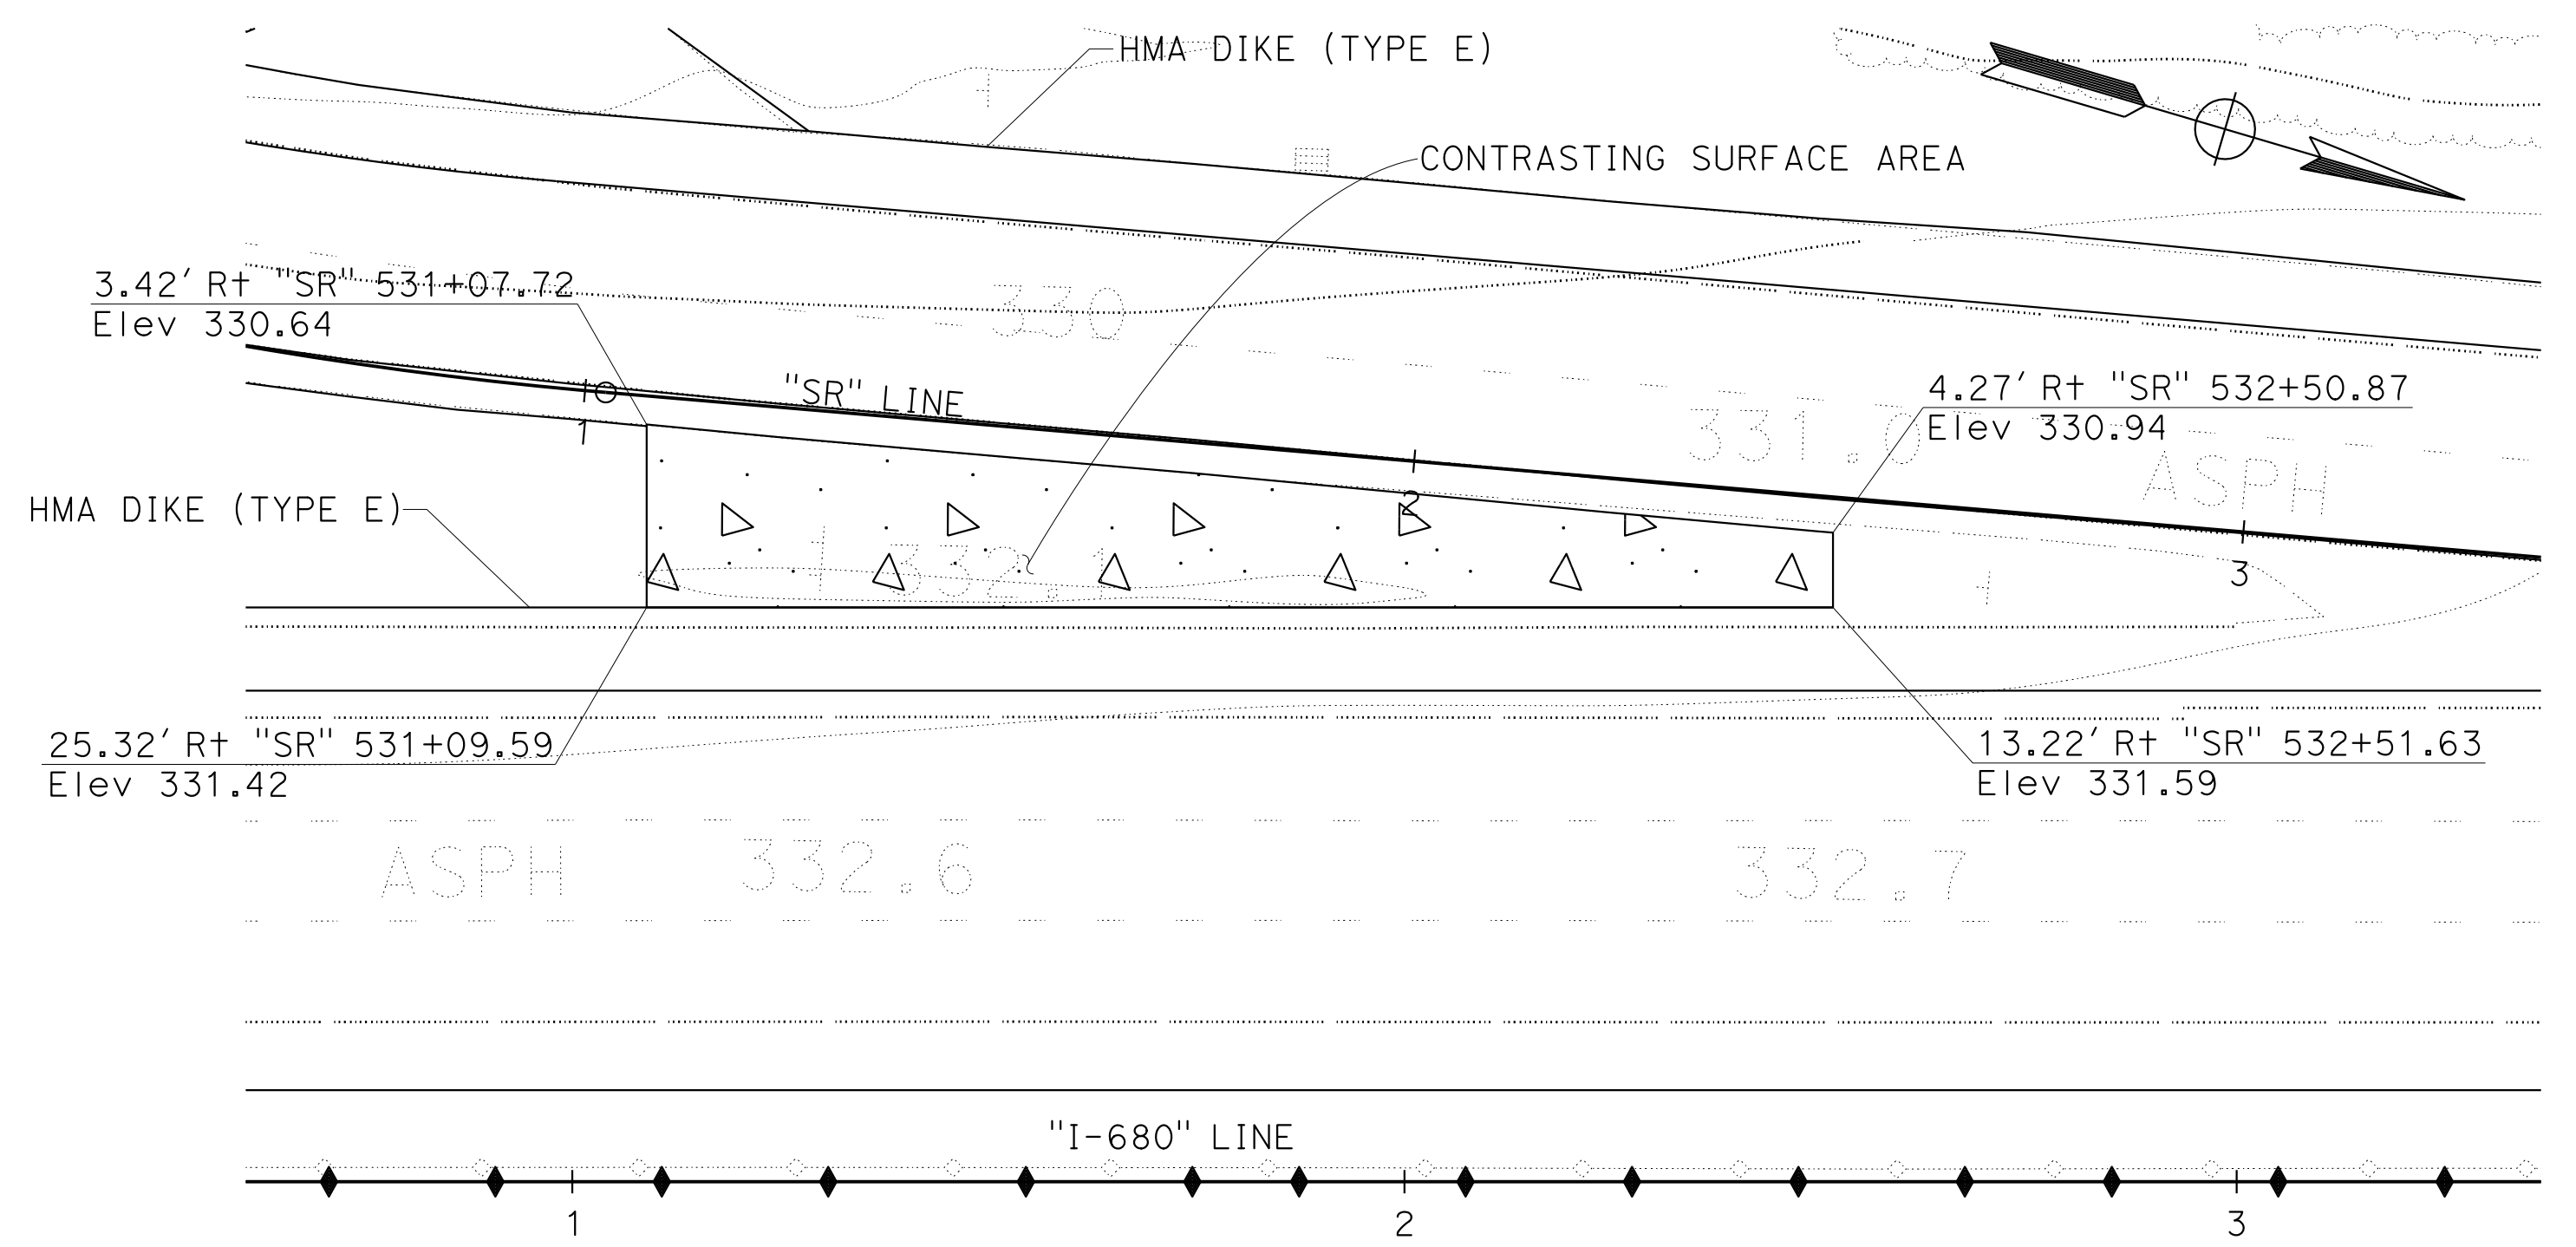 HMA DIKE (TYPE E)
CONTRASTING SURFACE AREA
3.42' Rt "SR" 531+07.72
Elev 330.64
330
"SR" LINE
10
1
4.27' Rt "SR" 532+50.87
Elev 330.94
331.0
ASPH
HMA DIKE (TYPE E)
2
332.1
3
25.32' Rt "SR" 531+09.59
Elev 331.42
13.22' Rt "SR" 532+51.63
Elev 331.59
ASPH
332.6
332.7
"I-680" LINE
1
2
3